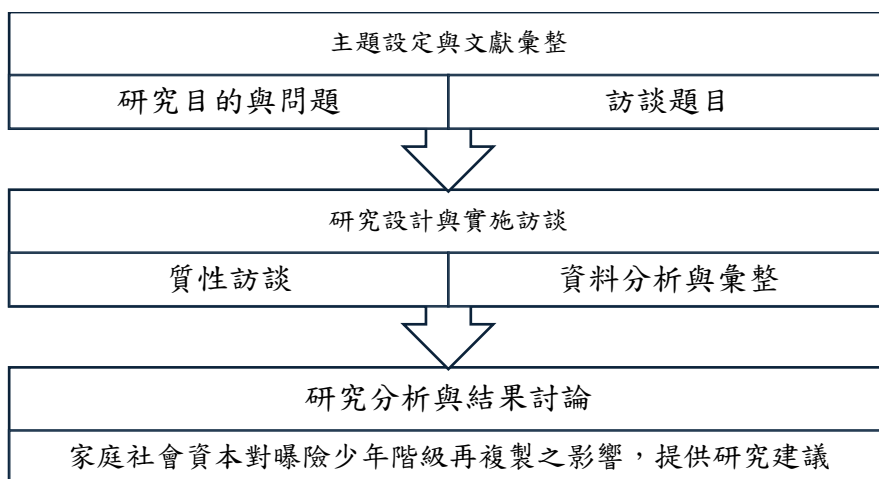 主題設定與文獻彙整
研究目的與問題
訪談題目
研究設計與實施訪談
質性訪談
資料分析與彙整
研究分析與結果討論
家庭社會資本對曝險少年階級再複製之影響，提供研究建議